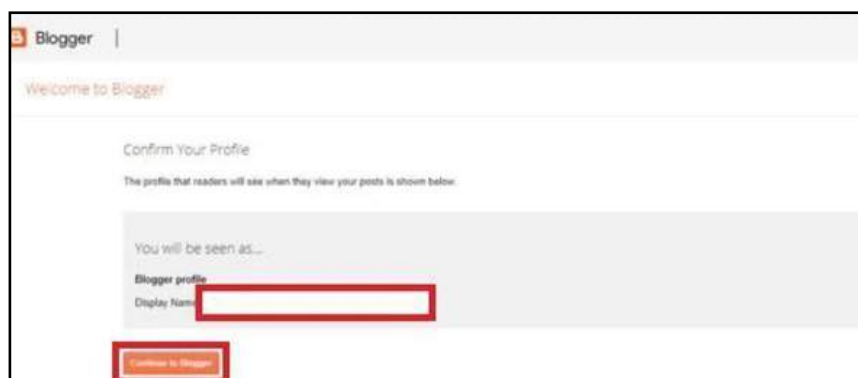 Blogger
Welcome to Blogger
Confirm Your Profile
The profile that readers will see when they view your posts is shown below.
You will be seen as...
Blogger profile
Display Name
Continue to Blogger